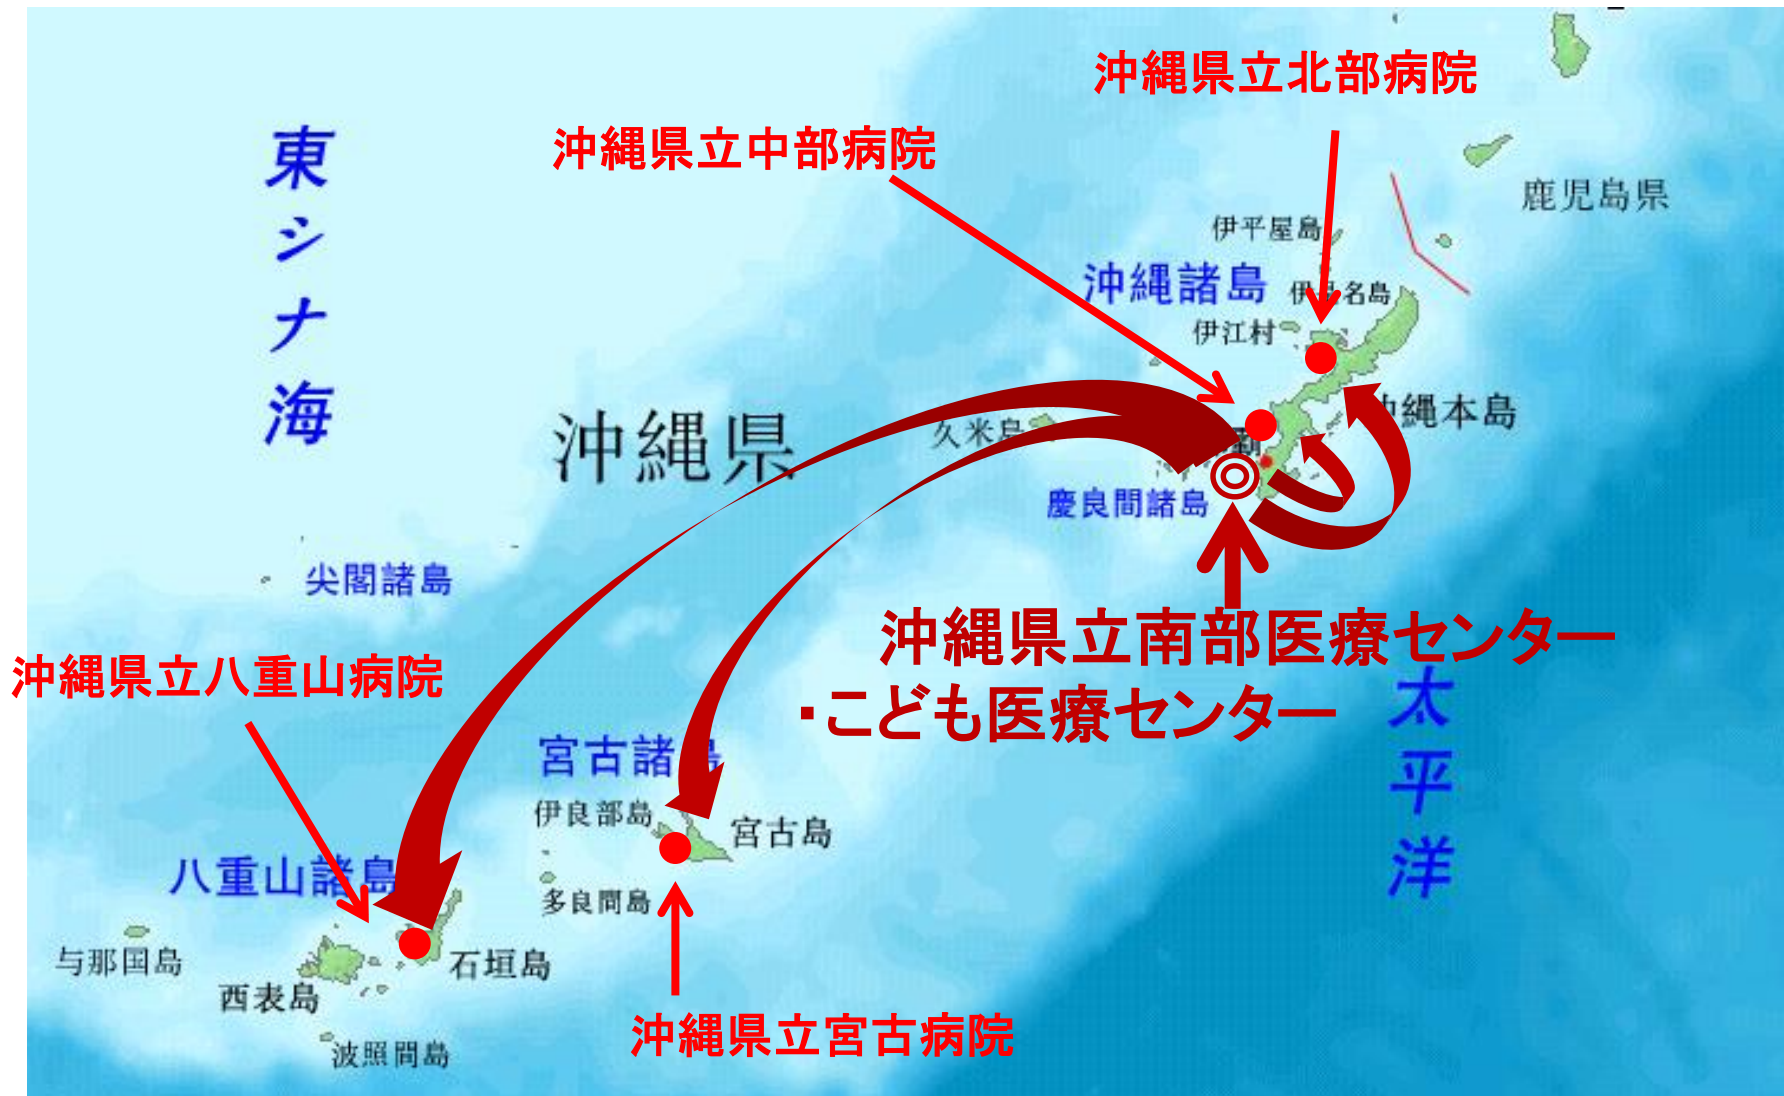 沖縄県立北部病院
沖縄県立中部病院
東シナ海
鹿児島県
伊平屋島
沖縄諸島
伊江村
沖縄県
久米島
縄本島
慶良間諸島
尖閣諸島
沖縄県立南部医療センター
・こども医療センター
沖縄県立八重山病院
太平洋
宮古諸島
伊良部島
宮古島
八重山諸島
多良間島
与那国島
石垣島
西表島
沖縄県立宮古病院
波照間島